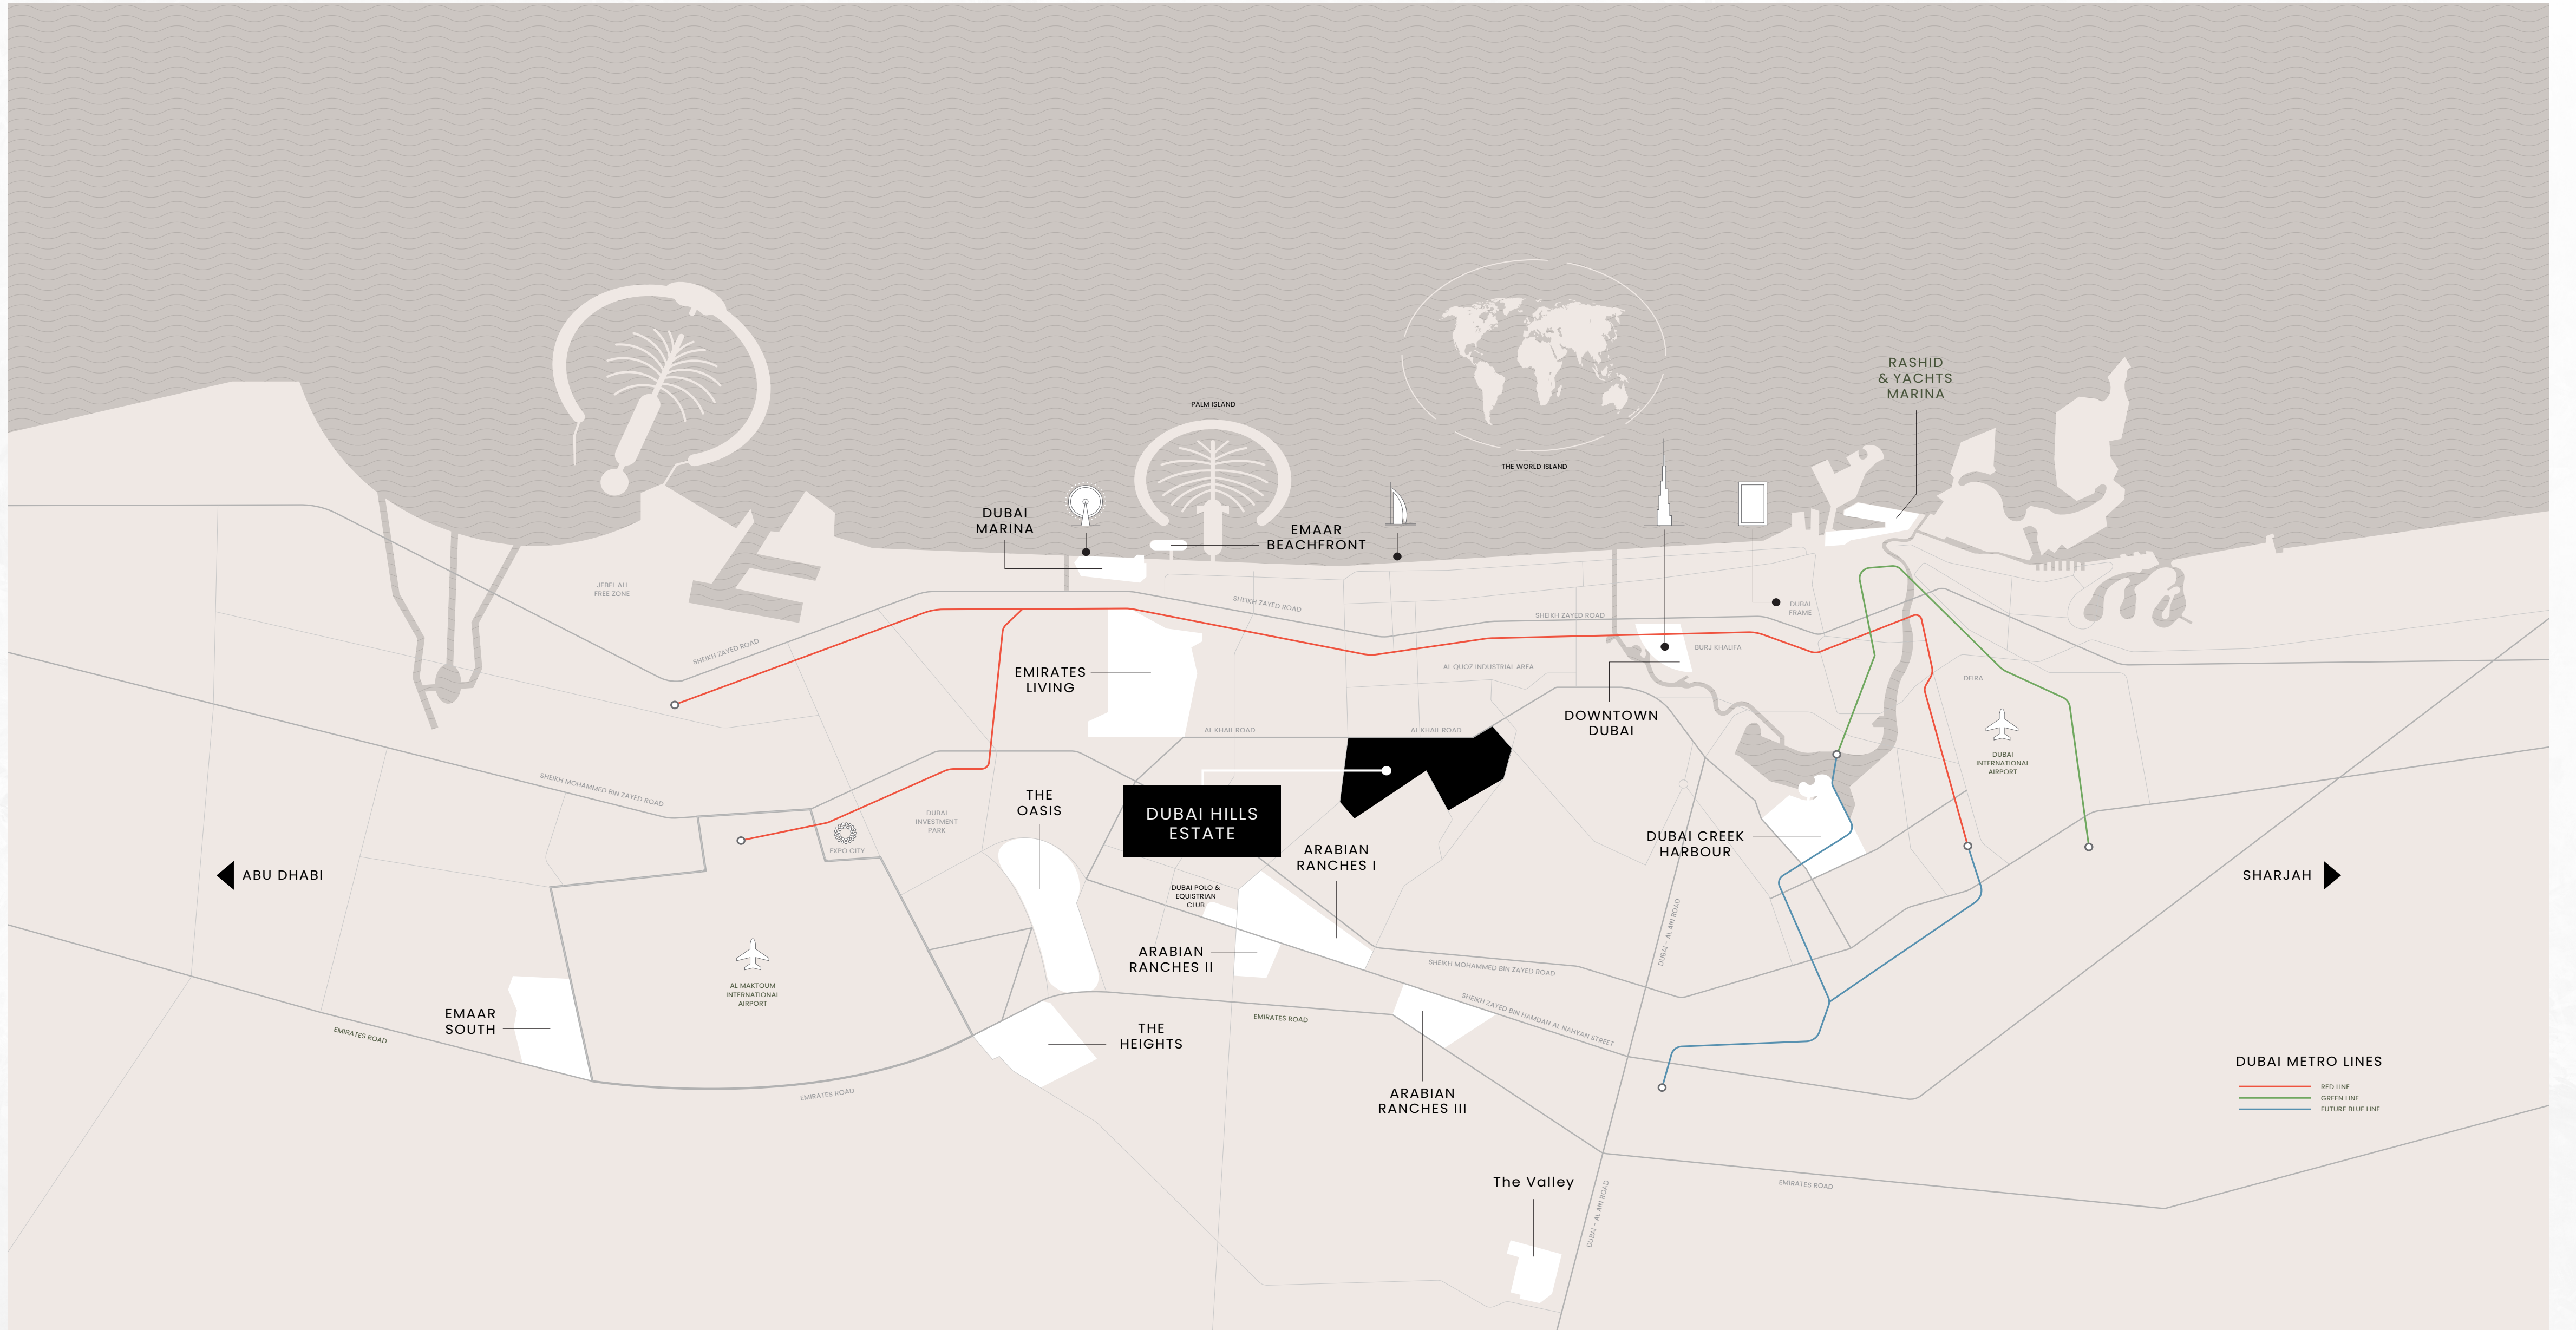 RASHID
& YACHTS
MARINA
PALM ISLAND
THE WORLD ISLAND
DUBAI
MARINA
EMAAR
BEACHFRONT
JEBEL ALI
FREE ZONE
SHEIKH ZAYED ROAD
SHEIKH ZAYED ROAD
SHEIKH ZAYED ROAD
DUBAI
FRAME
BURJ KHALIFA
AL QUOZ INDUSTRIAL AREA
EMIRATES
LIVING
DEIRA
DOWNTOWN
DUBAI
AL KHAIL ROAD
AL KHAIL ROAD
DUBAI
INTERNATIONAL
AIRPORT
SHEIKH MOHAMMED BIN ZAYED ROAD
THE
OASIS
DUBAI HILLS
ESTATE
DUBAI
INVESTMENT
PARK
EXPO CITY
ARABIAN
RANCHES I
DUBAI CREEK
HARBOUR
ABU DHABI
SHARJAH
DUBAI POLO &
EQUISTRIAN
CLUB
DUBAI - AL AIN ROAD
ARABIAN
RANCHES II
SHEIKH MOHAMMED BIN ZAYED ROAD
AL MAKTOUM
INTERNATIONAL
AIRPORT
SHEIKH ZAYED BIN HAMDAN AL NAHYAN STREET
EMAAR
SOUTH
EMIRATES ROAD
EMIRATES ROAD
THE
HEIGHTS
EMIRATES ROAD
ARABIAN
RANCHES III
DUBAI METRO LINES
RED LINE
GREEN LINE
FUTURE BLUE LINE
The Valley
EMIRATES ROAD
DUBAI - AL AIN ROAD